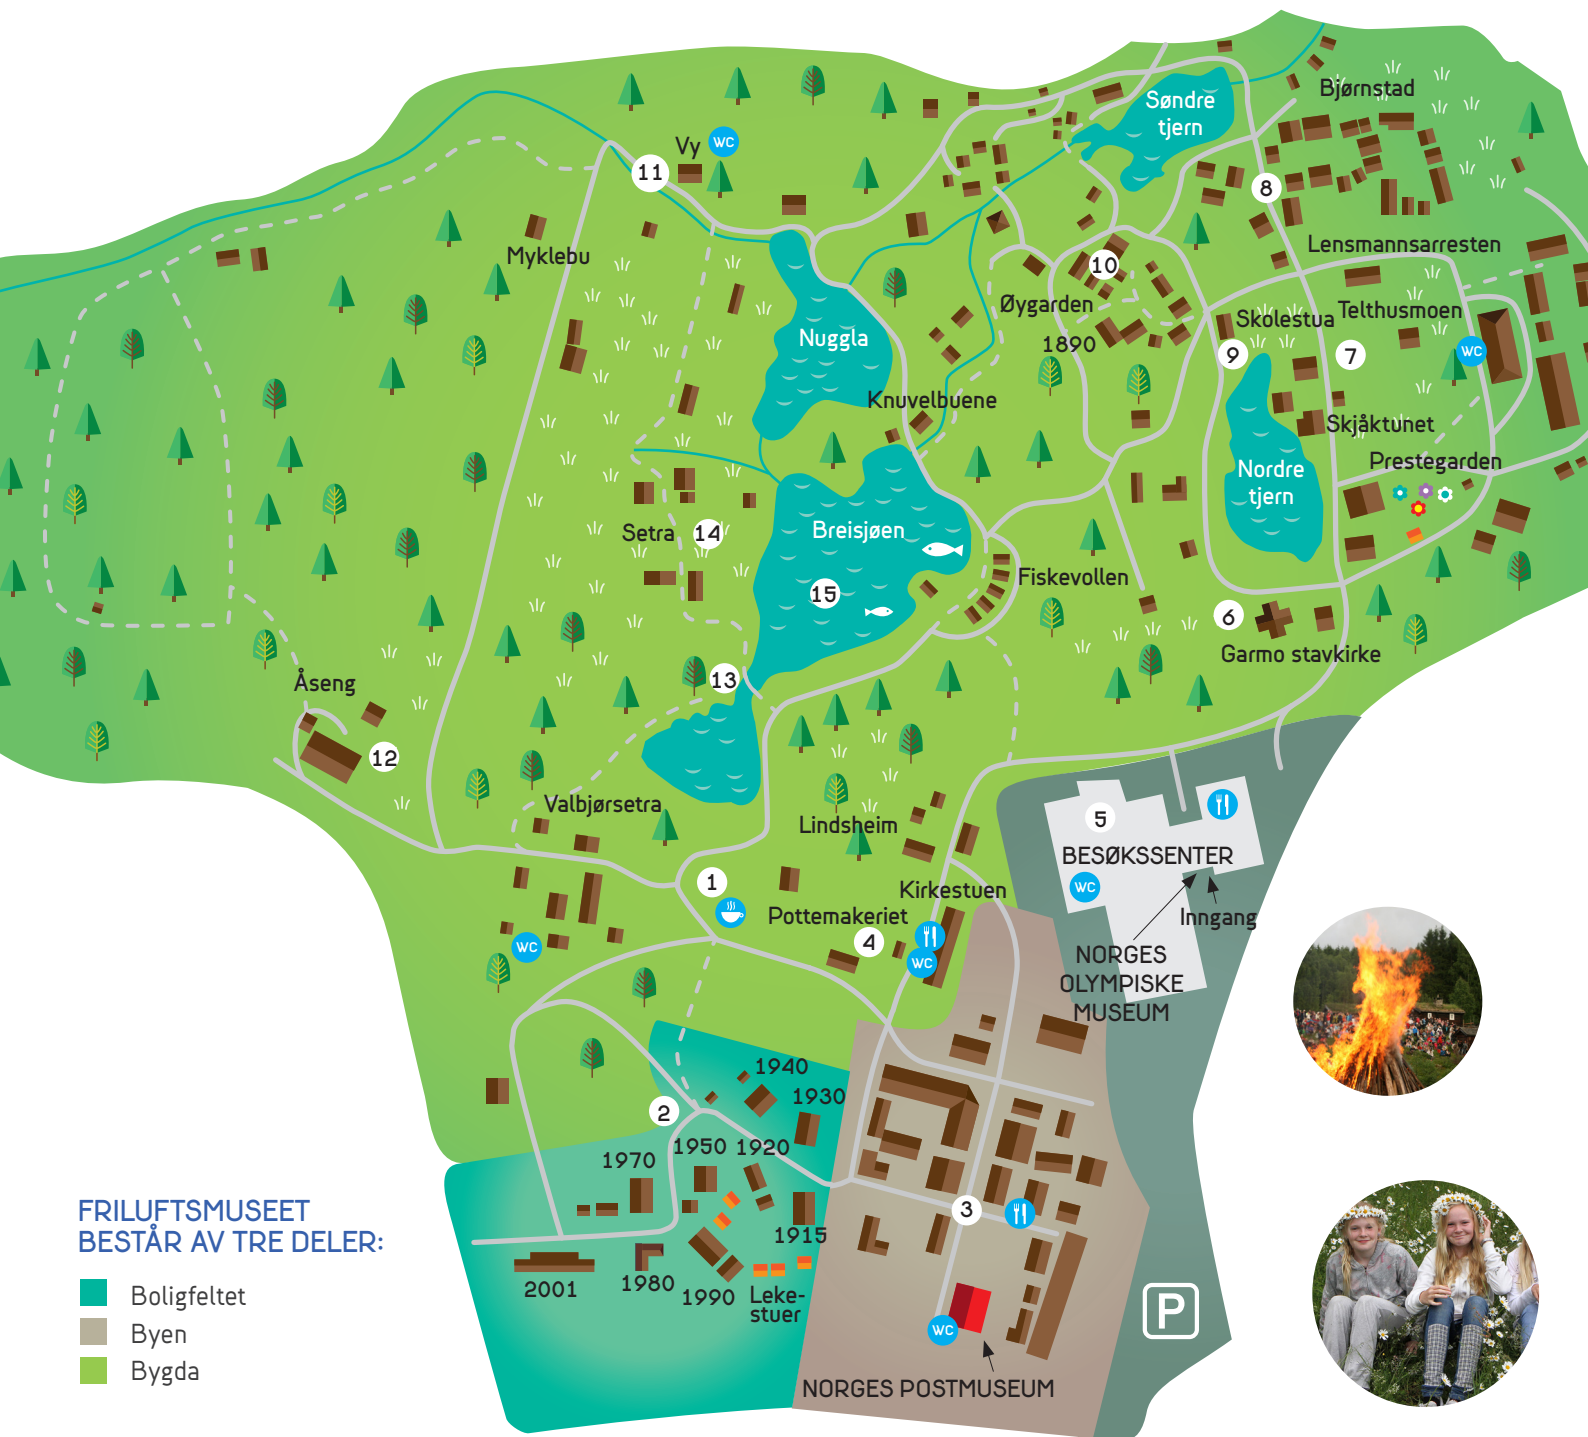 Søndre
tjern
Bjørnstad
Vy
WC
11
8
Myklebu
Lensmannsarresten
10
Øygarden
1890
Skolestua
Telthusmoen
Nuggla
9
7
WC
Knuvelbuene
Skjåktunet
Prestegarden
Nordre
tjern
Setra
14
Breisjøen
15
Fiskevollen
6
Garmo stavkirke
Åseng
13
12
Valbjørsetra
Lindsheim
5
BESØKSSENTER
WC
Inngang
1
Kirkestuen
Pottemakeriet
4
WC
WC
NORGES
OLYMPISKE
MUSEUM
1940
1930
2
1950
1920
1970
3
1915
1980
2001
1990
Leke-
stuer
WC
P
NORGES POSTMUSEUM
FRILUFTSMUSEET
BESTÅR AV TRE DELER:
Boligfeltet
Byen
Bygda